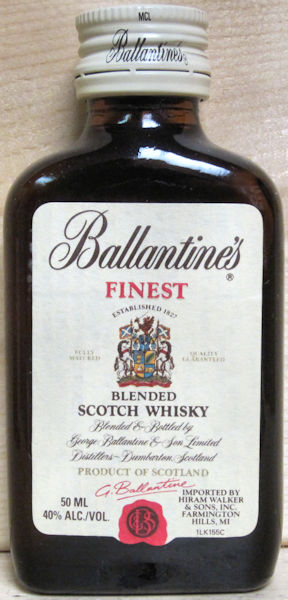 MCL
Ballantine's
Ballantine's®
FINEST
ESTABLISHED 1827
FULLY MATURED
QUALITY GUARANTEED
BLENDED
SCOTCH WHISKY
Blended & Bottled by
George Ballantine & Son Limited
Distillers~Dumbarton, Scotland
PRODUCT OF SCOTLAND
G. Ballantine
50 ML
40% ALC./VOL.
IMPORTED BY
HIRAM WALKER
& SONS, INC.
FARMINGTON
HILLS, MI
1LK155C